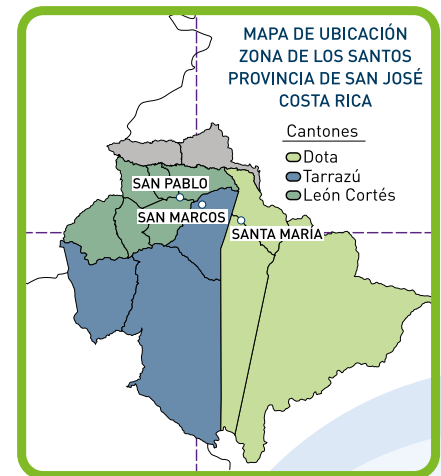 MAPA DE UBICACIÓN
ZONA DE LOS SANTOS
PROVINCIA DE SAN JOSÉ
COSTA RICA
Cantones
Dota
Tarrazú
León Cortés
SAN PABLO
SAN MARCOS
SANTA MARÍA